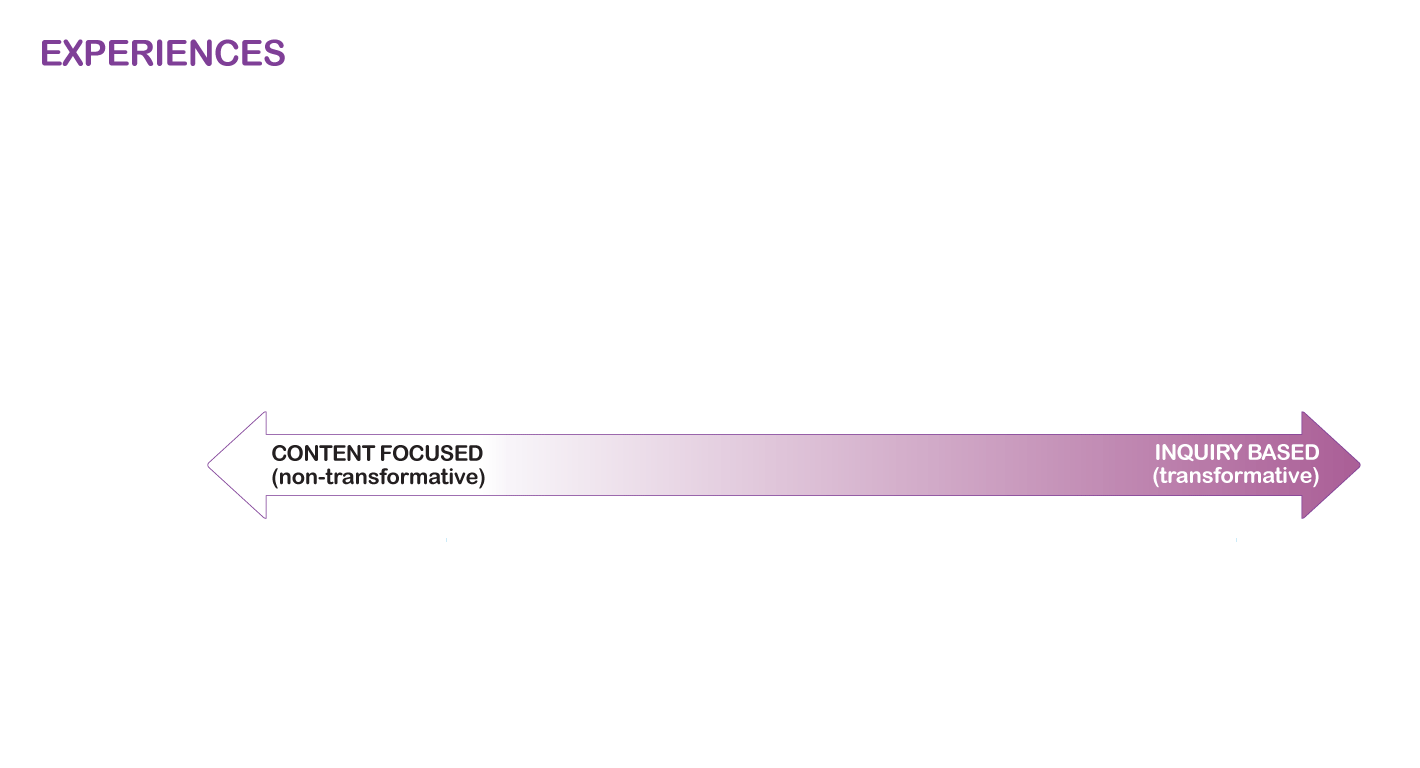 EXPERIENCES
CONTENT FOCUSED
(non-transformative)
INQUIRY BASED
(transformative)